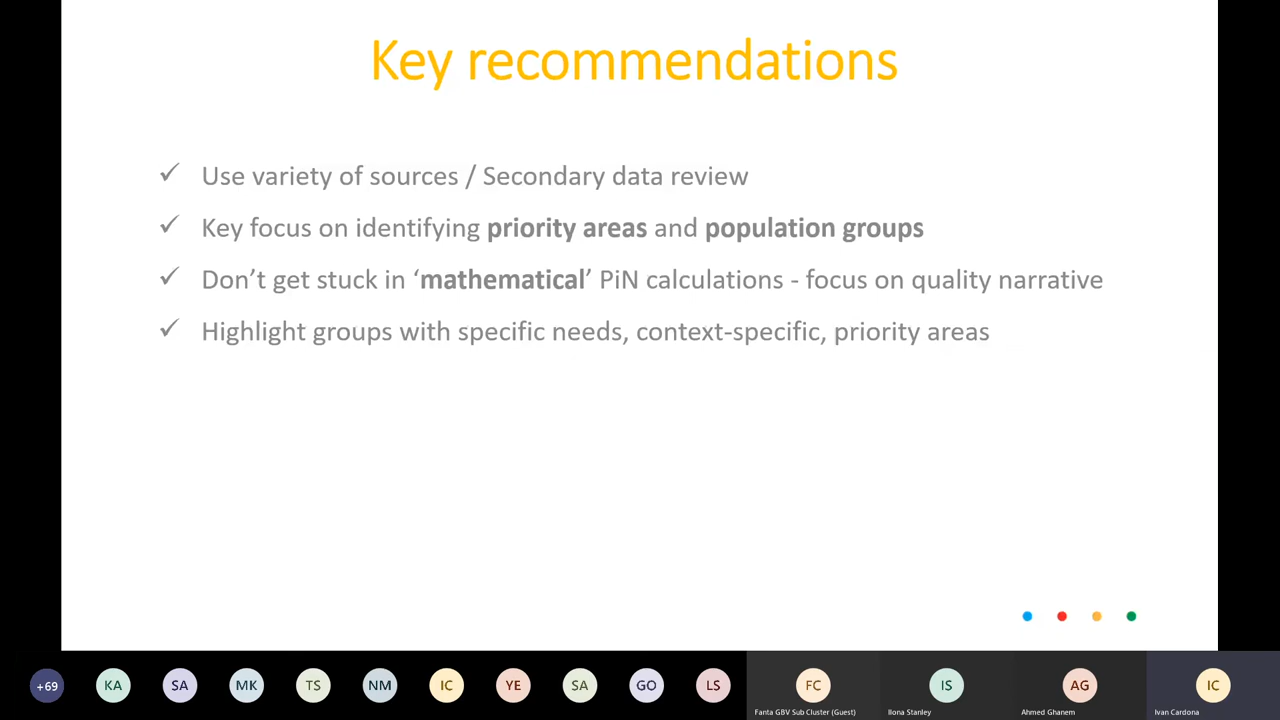 Key recommendations
✓ Use variety of sources / Secondary data review
✓ Key focus on identifying priority areas and population groups
✓ Don’t get stuck in ‘mathematical’ PiN calculations - focus on quality narrative
✓ Highlight groups with specific needs, context-specific, priority areas
+69 KA SA MK TS NM IC YE SA GO LS FC IS AG IC
Fanta GBV Sub Cluster (Guest) Ilona Stanley Ahmed Ghanem Ivan Cardona